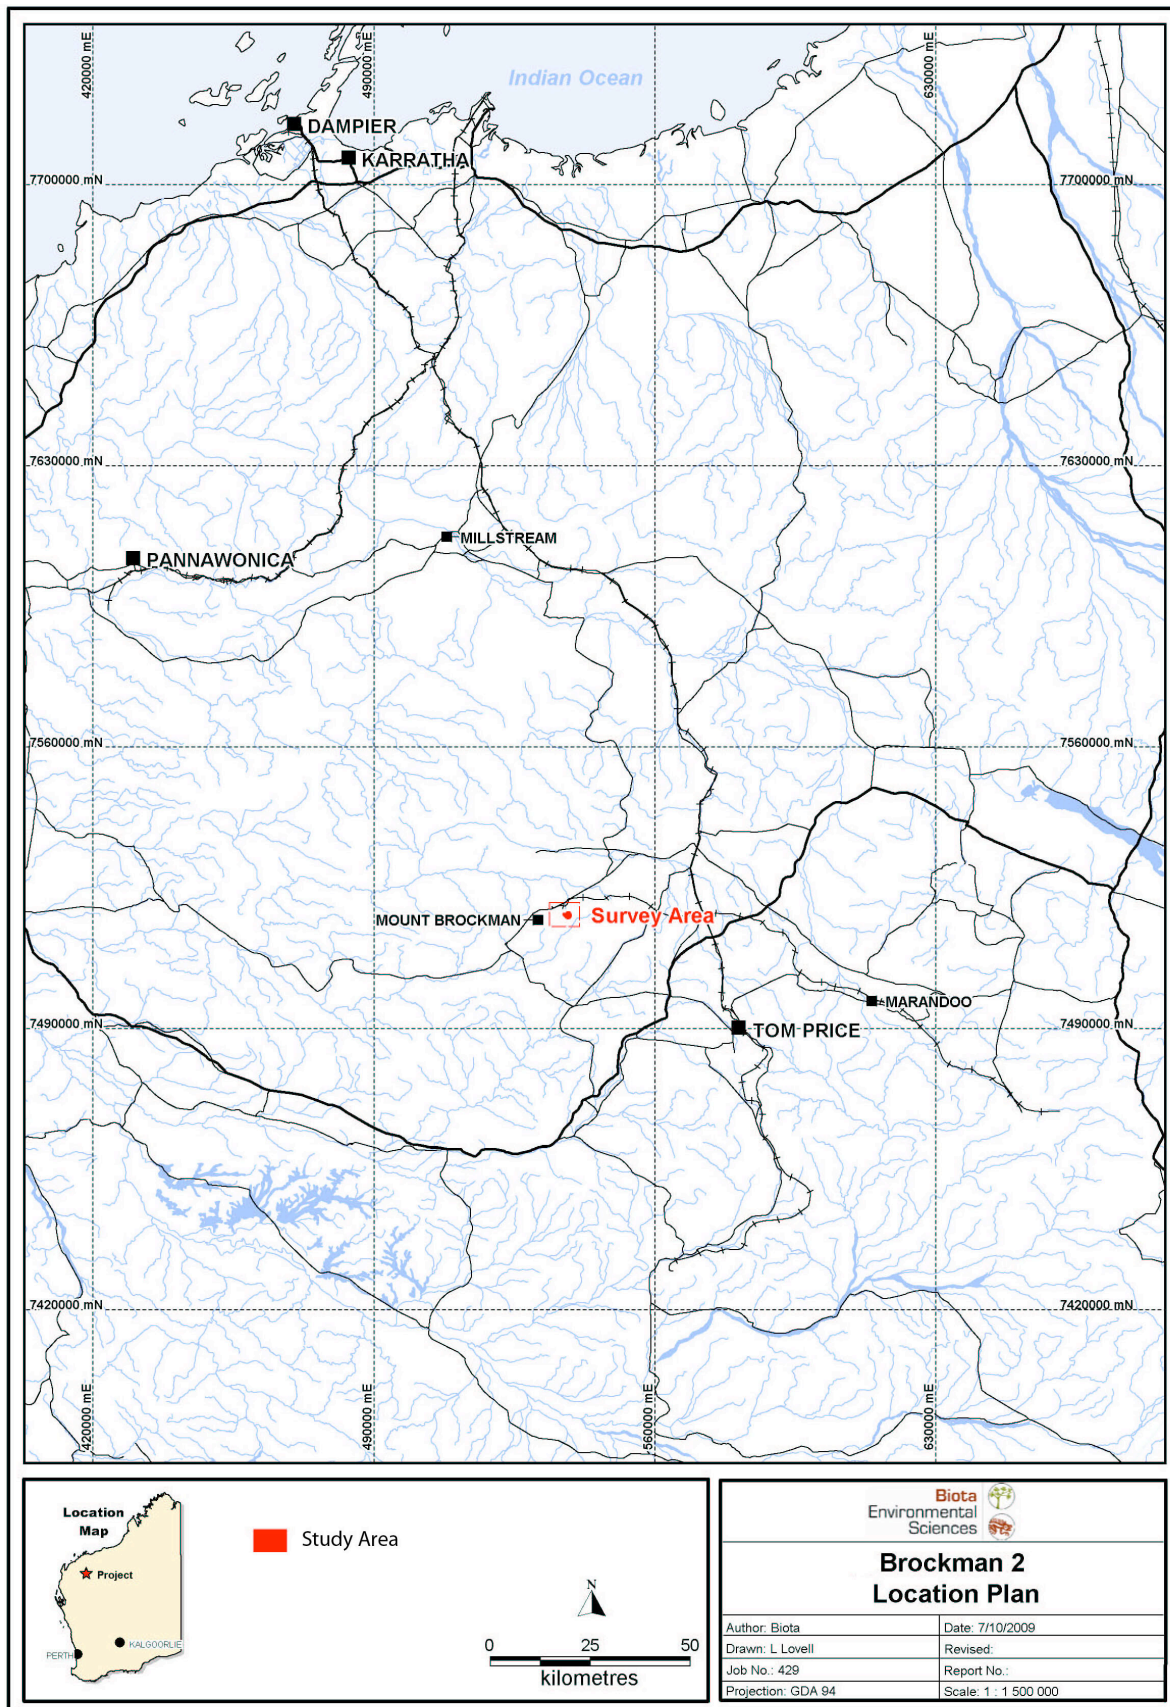 420000 mE
490000 mE
630000 mE
Indian Ocean
DAMPIER
KARRATHA
7700000 mN
7700000 mN
7630000 mN
7630000 mN
MILLSTREAM
PANNAWONICA
7560000 mN
7560000 mN
MOUNT BROCKMAN
Survey Area
MARANDOO
7490000 mN
TOM PRICE
7490000 mN
7420000 mN
7420000 mN
420000 mE
490000 mE
560000 mE
630000 mE
Location
Map
Project
KALGOORLIE
PERTH
Study Area
N
0 25 50
kilometres
Biota
Environmental
Sciences
Brockman 2
Location Plan
Author: Biota
Date: 7/10/2009
Drawn: L Lovell
Revised:
Job No.: 429
Report No.:
Projection: GDA 94
Scale: 1 : 1 500 000